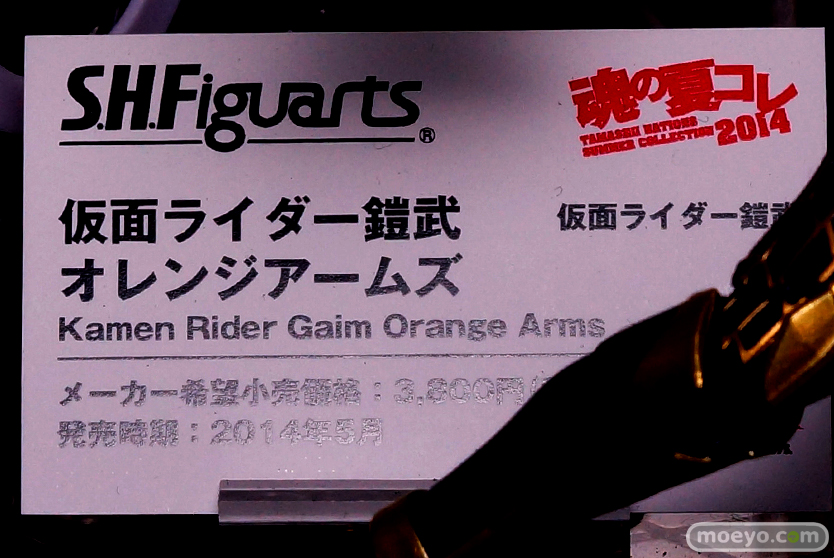 S.H.Figuarts®
魂の夏コレ
TAMASHII NATIONS
SUMMER COLLECTION 2014
仮面ライダー鎧武
仮面ライダー鎧武
オレンジアームズ
Kamen Rider Gaim Orange Arms
メーカー希望小売価格：3,800円
発売時期：2014年5月
moeyo.com